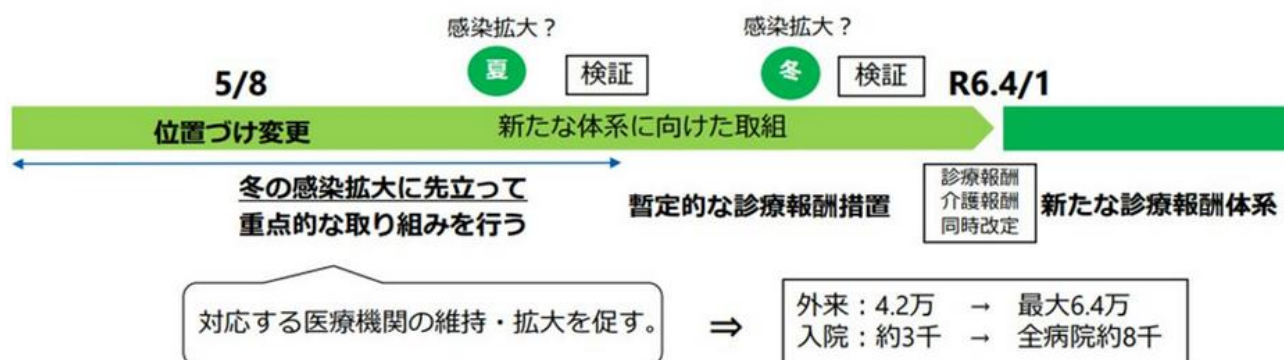 感染拡大？
感染拡大？
夏
検証
冬
検証
5/8
R6.4/1
位置づけ変更
新たな体系に向けた取組
冬の感染拡大に先立って
重点的な取り組みを行う
暫定的な診療報酬措置
診療報酬
介護報酬
同時改定
新たな診療報酬体系
対応する医療機関の維持・拡大を促す。
⇒
外来：4.2万　→　最大6.4万
入院：約3千　→　全病院約8千